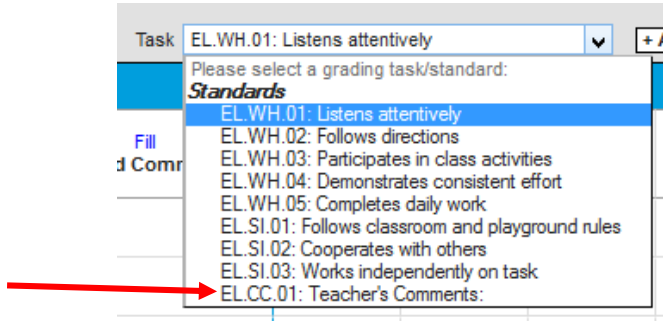 Task EL.WH.01: Listens attentively
Please select a grading task/standard:
Standards
EL.WH.01: Listens attentively
Fill
EL.WH.02: Follows directions
EL.WH.03: Participates in class activities
EL.WH.04: Demonstrates consistent effort
EL.WH.05: Completes daily work
EL.SI.01: Follows classroom and playground rules
EL.SI.02: Cooperates with others
EL.SI.03: Works independently on task
EL.CC.01: Teacher's Comments: